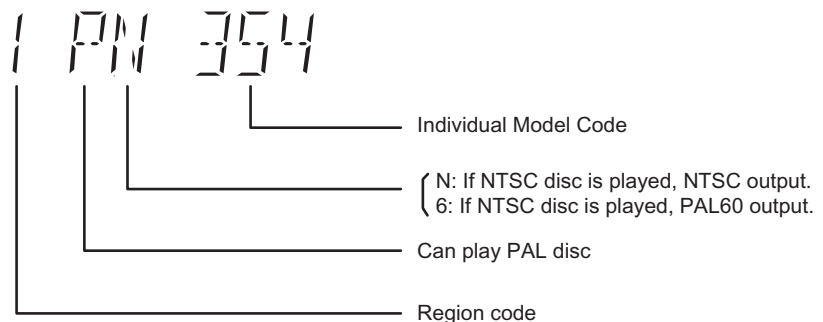 1 PN 354
Individual Model Code
N: If NTSC disc is played, NTSC output.
6: If NTSC disc is played, PAL60 output.
Can play PAL disc
Region code